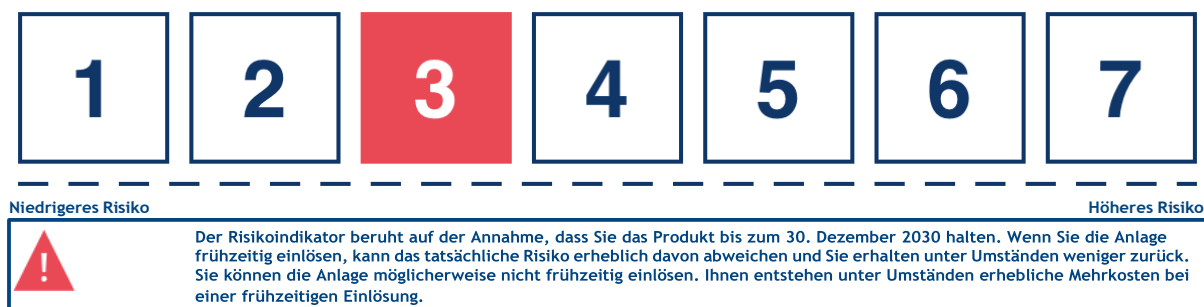 1 2 3 4 5 6 7
Niedrigeres Risiko Höheres Risiko
! Der Risikoindikator beruht auf der Annahme, dass Sie das Produkt bis zum 30. Dezember 2030 halten. Wenn Sie die Anlage
frühzeitig einlösen, kann das tatsächliche Risiko erheblich davon abweichen und Sie erhalten unter Umständen weniger zurück.
Sie können die Anlage möglicherweise nicht frühzeitig einlösen. Ihnen entstehen unter Umständen erhebliche Mehrkosten bei
einer frühzeitigen Einlösung.